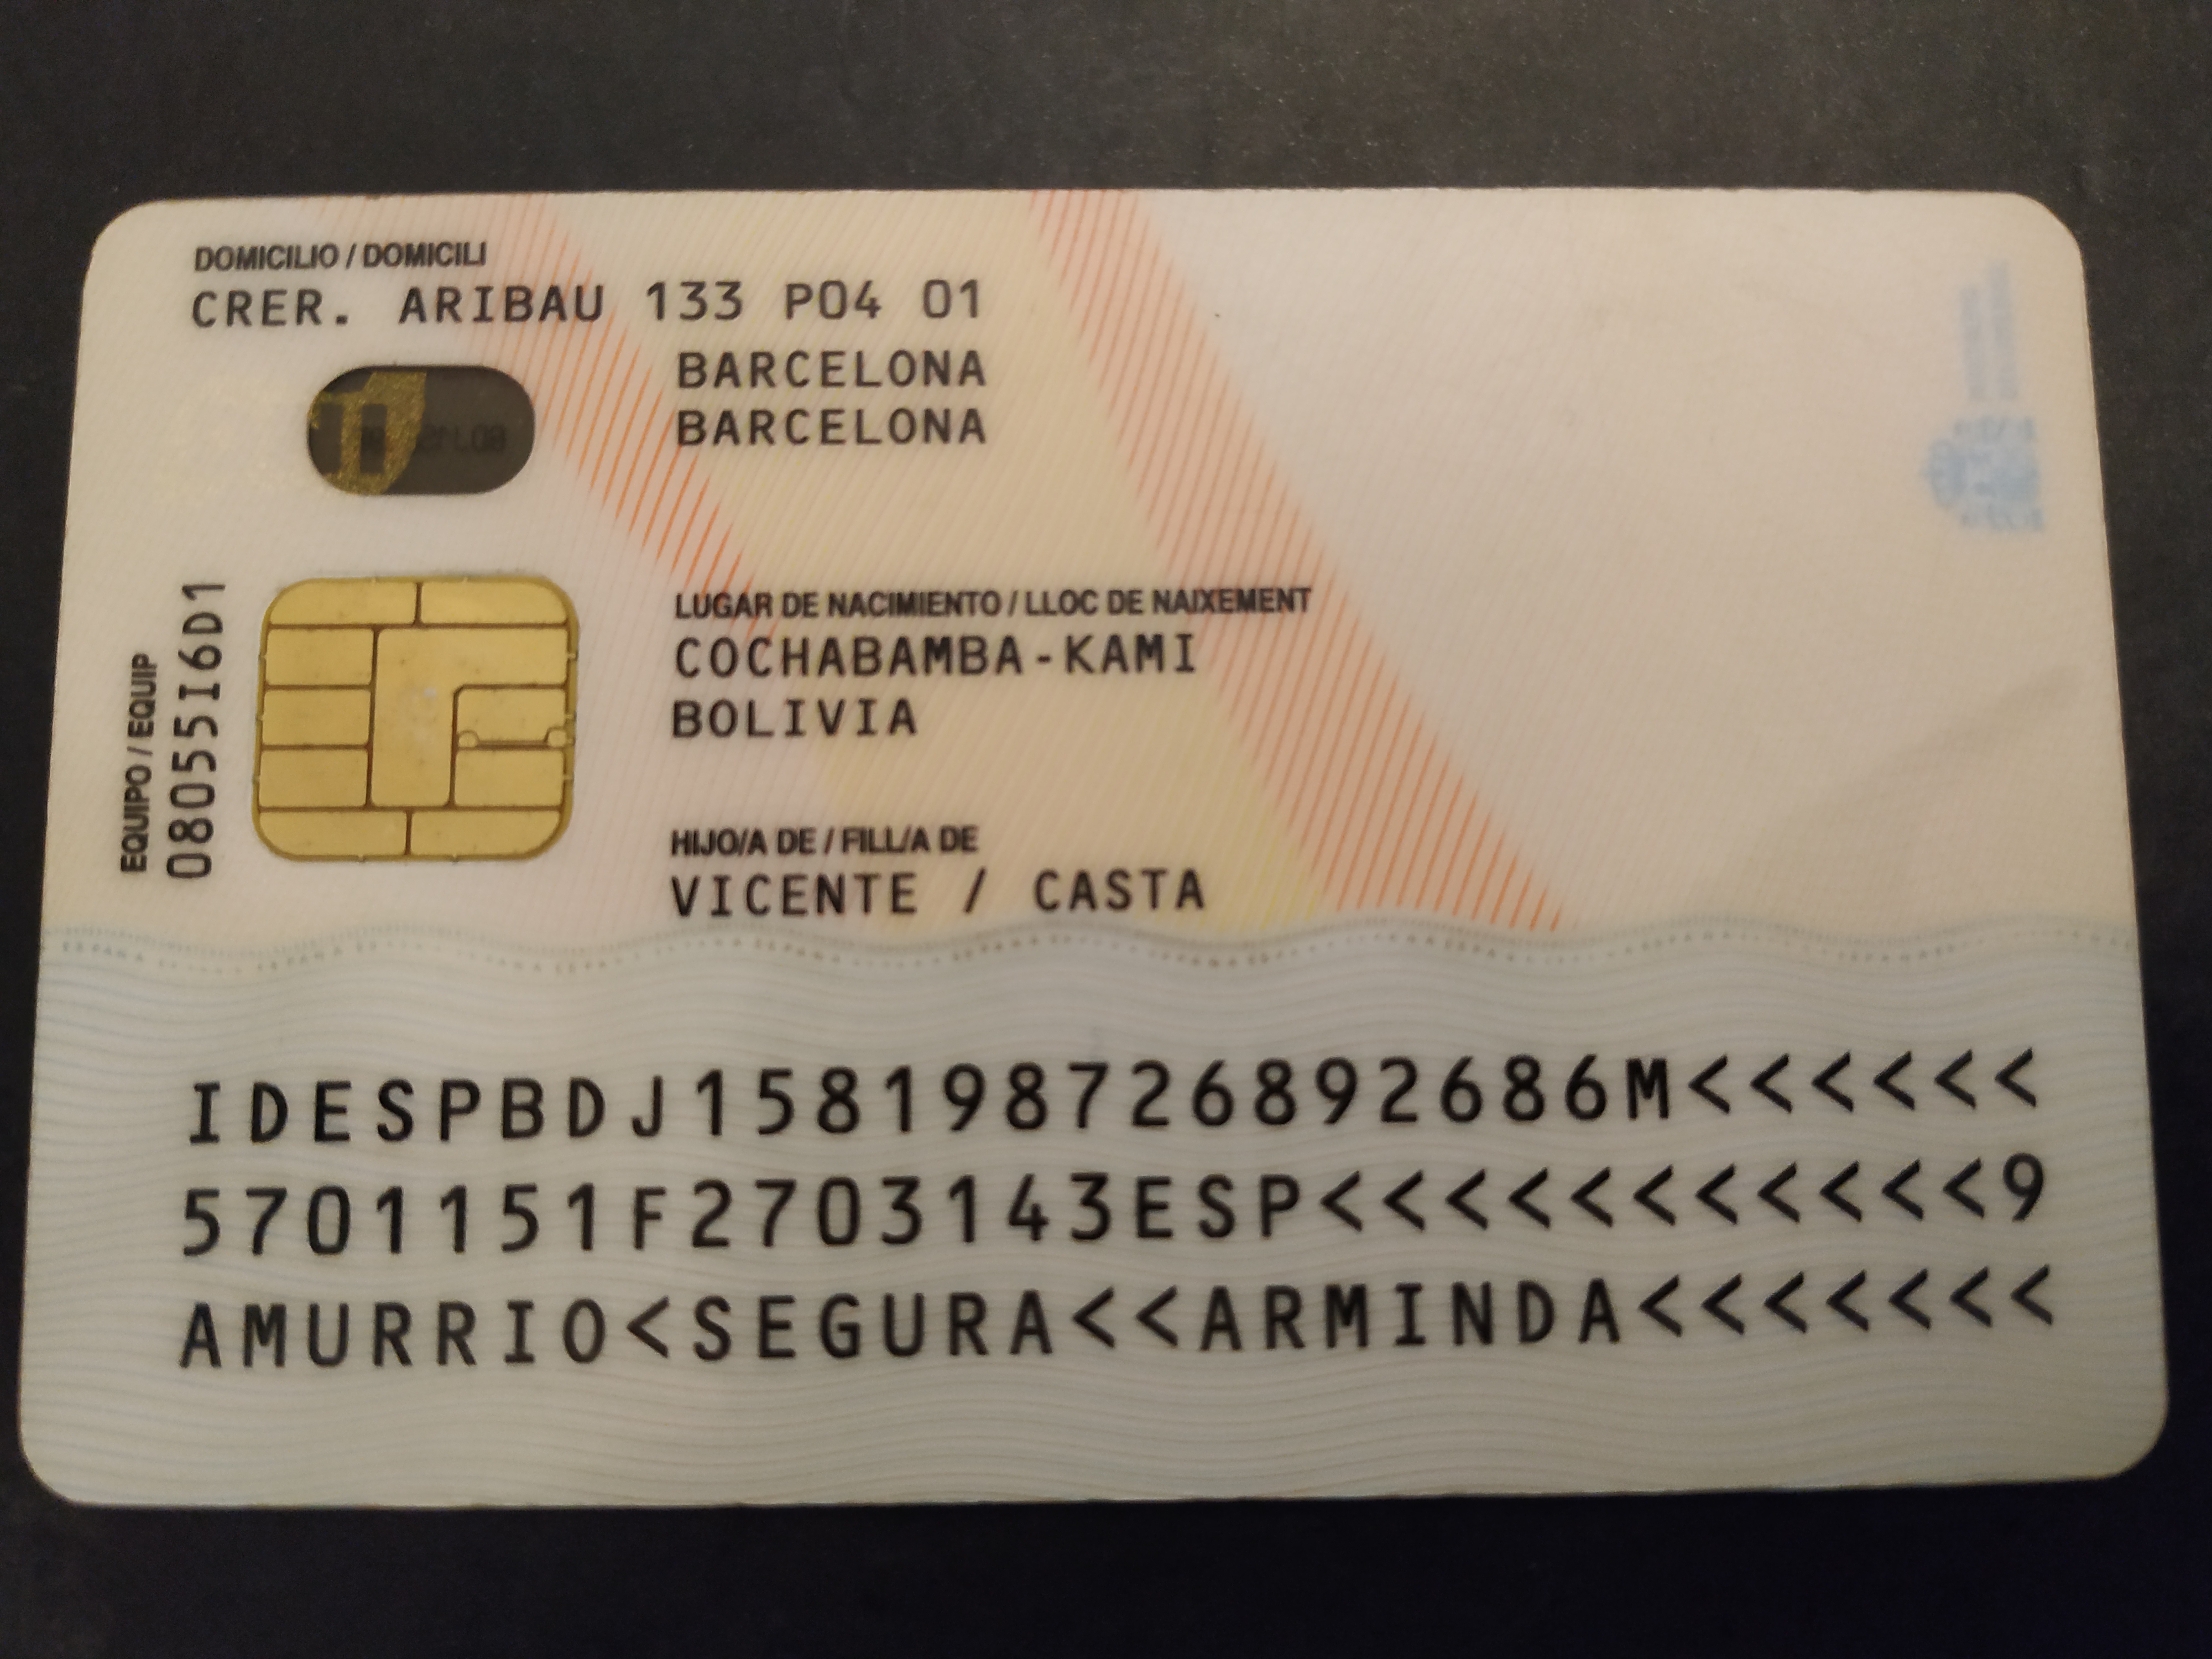 DOMICILIO / DOMICILI
CRER. ARIBAU 133 P04 01
BARCELONA
BARCELONA
EQUIPO / EQUIP
08055I6D1
LUGAR DE NACIMIENTO / LLOC DE NAIXEMENT
COCHABAMBA-KAMI
BOLIVIA
HIJO/A DE / FILL/A DE
VICENTE / CASTA
IDESPBDJ158198726892686M<<<<<<
5701151F2703143ESP<<<<<<<<<<<9
AMURRIO<SEGURA<<ARMINDA<<<<<<<